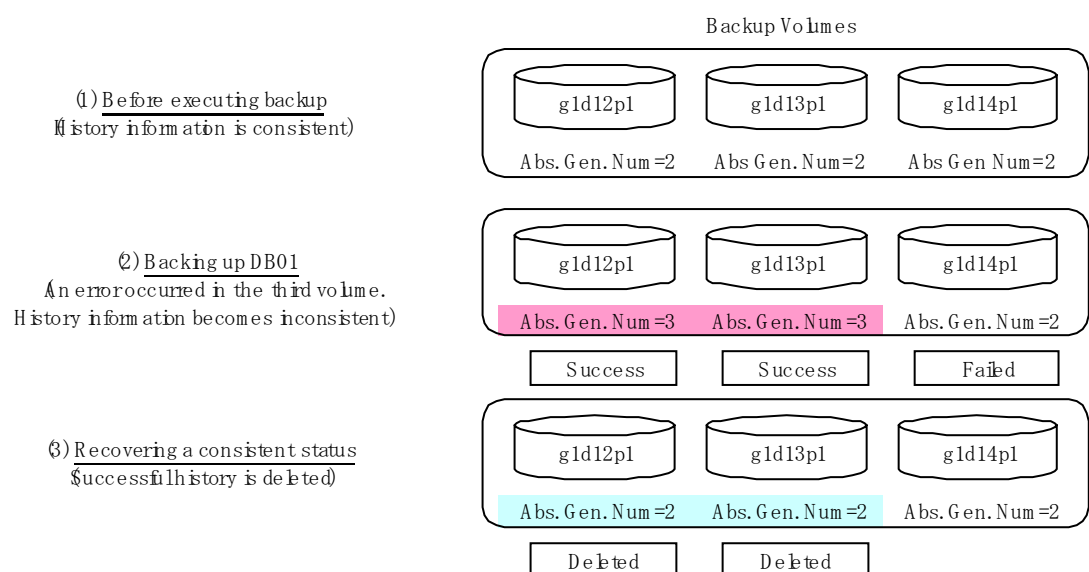 Backup Volumes
(1) Before executing backup
(History information is consistent)
g1d12p1 g1d13p1 g1d14p1
Abs.Gen.Num=2 Abs Gen.Num=2 Abs Gen Num=2
(2) Backing up DB01
(An error occurred in the third volume.
History information becomes inconsistent)
g1d12p1 g1d13p1 g1d14p1
Abs.Gen.Num=3 Abs.Gen.Num=3 Abs.Gen.Num=2
Success Success Failed
(3) Recovering a consistent status
(Successful history is deleted)
g1d12p1 g1d13p1 g1d14p1
Abs.Gen.Num=2 Abs.Gen.Num=2 Abs.Gen.Num=2
Deleted Deleted